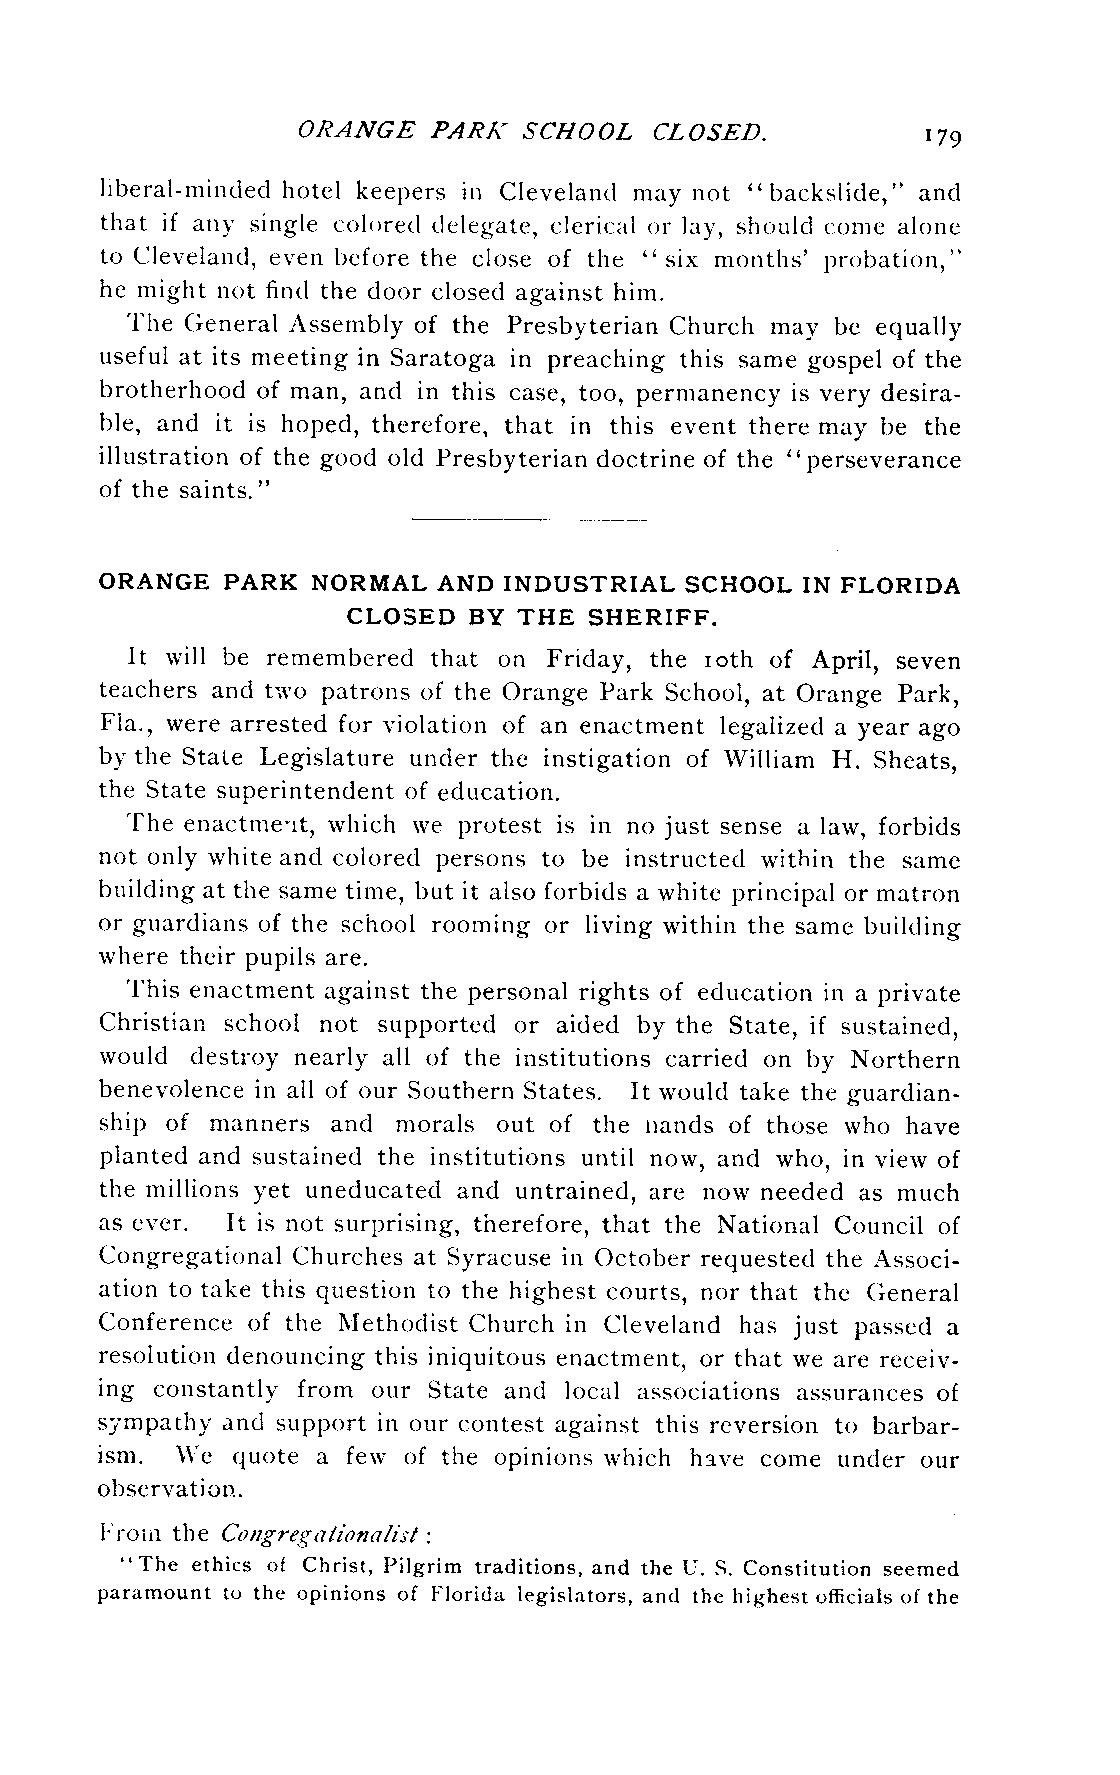 ORANGE PARK SCHOOL CLOSED. 179
liberal-minded hotel keepers in Cleveland may not "backslide," and
that if any single colored delegate, clerical or lay, should come alone
to Cleveland, even before the close of the "six months' probation,"
he might not find the door closed against him.
The General Assembly of the Presbyterian Church may be equally
useful at its meeting in Saratoga in preaching this same gospel of the
brotherhood of man, and in this case, too, permanency is very desira-
ble, and it is hoped, therefore, that in this event there may be the
illustration of the good old Presbyterian doctrine of the "perseverance
of the saints."
ORANGE PARK NORMAL AND INDUSTRIAL SCHOOL IN FLORIDA
CLOSED BY THE SHERIFF.
It will be remembered that on Friday, the 10th of April, seven
teachers and two patrons of the Orange Park School, at Orange Park,
Fla., were arrested for violation of an enactment legalized a year ago
by the State Legislature under the instigation of William H. Sheats,
the State superintendent of education.
The enactment, which we protest is in no just sense a law, forbids
not only white and colored persons to be instructed within the same
building at the same time, but it also forbids a white principal or matron
or guardians of the school rooming or living within the same building
where their pupils are.
This enactment against the personal rights of education in a private
Christian school not supported or aided by the State, if sustained,
would destroy nearly all of the institutions carried on by Northern
benevolence in all of our Southern States. It would take the guardian-
ship of manners and morals out of the hands of those who have
planted and sustained the institutions until now, and who, in view of
the millions yet uneducated and untrained, are now needed as much
as ever. It is not surprising, therefore, that the National Council of
Congregational Churches at Syracuse in October requested the Associ-
ation to take this question to the highest courts, nor that the General
Conference of the Methodist Church in Cleveland has just passed a
resolution denouncing this iniquitous enactment, or that we are receiv-
ing constantly from our State and local associations assurances of
sympathy and support in our contest against this reversion to barbar-
ism. We quote a few of the opinions which have come under our
observation.
From the Congregationalist:
"The ethics of Christ, Pilgrim traditions, and the U. S. Constitution seemed
paramount to the opinions of Florida legislators, and the highest officials of the